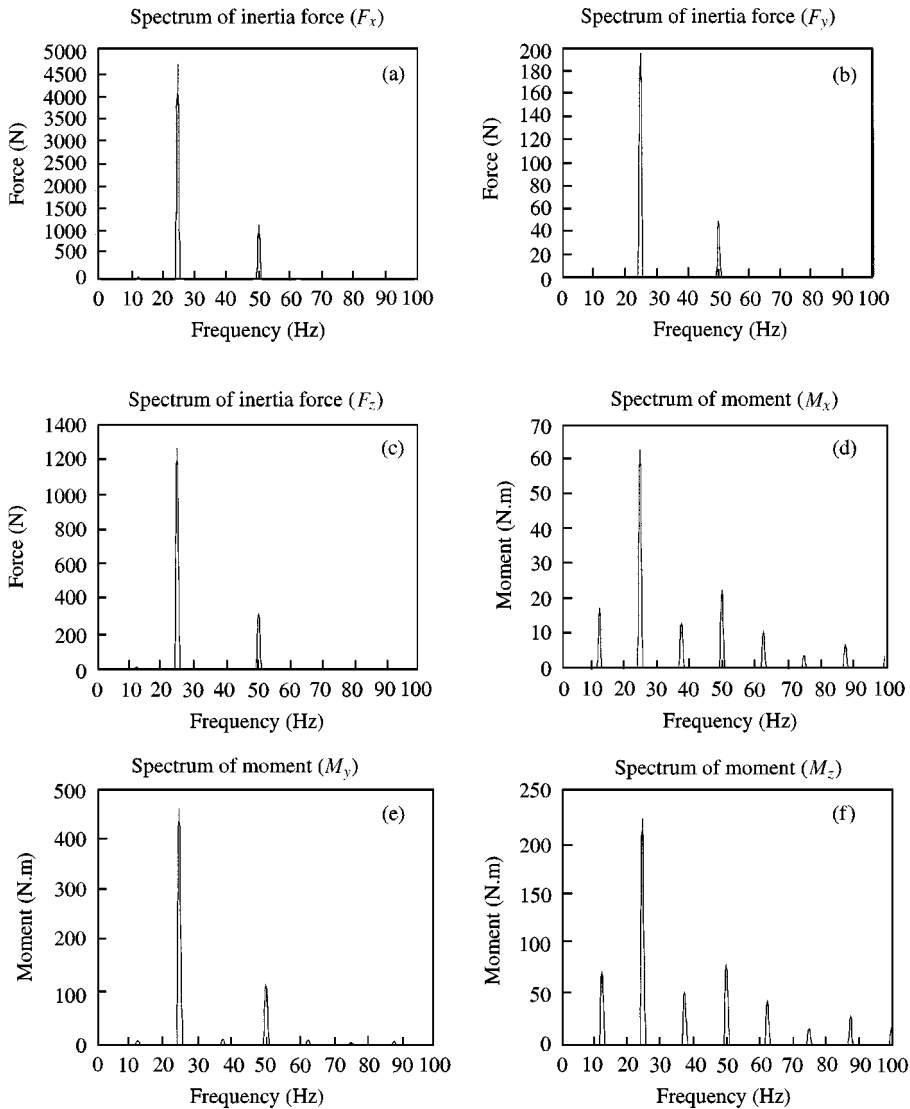 Spectrum of inertia force (Fx)
(a)
5000
4500
4000
3500
3000
2500
2000
1500
1000
500
0
Force (N)
0 10 20 30 40 50 60 70 80 90 100
Frequency (Hz)
Spectrum of inertia force (Fy)
(b)
200
180
160
140
120
100
80
60
40
20
0
Force (N)
0 10 20 30 40 50 60 70 80 90 100
Frequency (Hz)
Spectrum of inertia force (Fz)
(c)
1400
1200
1000
800
600
400
200
0
Force (N)
0 10 20 30 40 50 60 70 80 90 100
Frequency (Hz)
Spectrum of moment (Mx)
(d)
70
60
50
40
30
20
10
0
Moment (N.m)
0 10 20 30 40 50 60 70 80 90 100
Frequency (Hz)
Spectrum of moment (My)
(e)
500
400
300
200
100
0
Moment (N.m)
0 10 20 30 40 50 60 70 80 90 100
Frequency (Hz)
Spectrum of moment (Mz)
(f)
250
200
150
100
50
0
Moment (N.m)
0 10 20 30 40 50 60 70 80 90 100
Frequency (Hz)